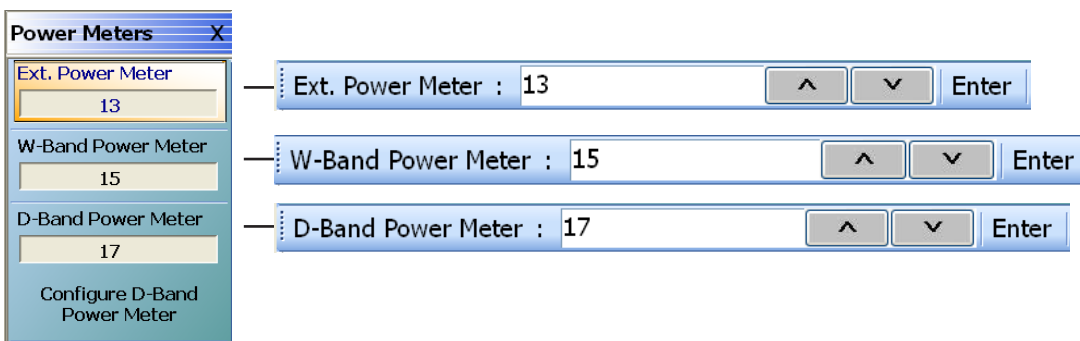 Power Meters X
Ext. Power Meter
13
W-Band Power Meter
15
D-Band Power Meter
17
Configure D-Band
Power Meter
Ext. Power Meter : 13 Enter
W-Band Power Meter : 15 Enter
D-Band Power Meter : 17 Enter